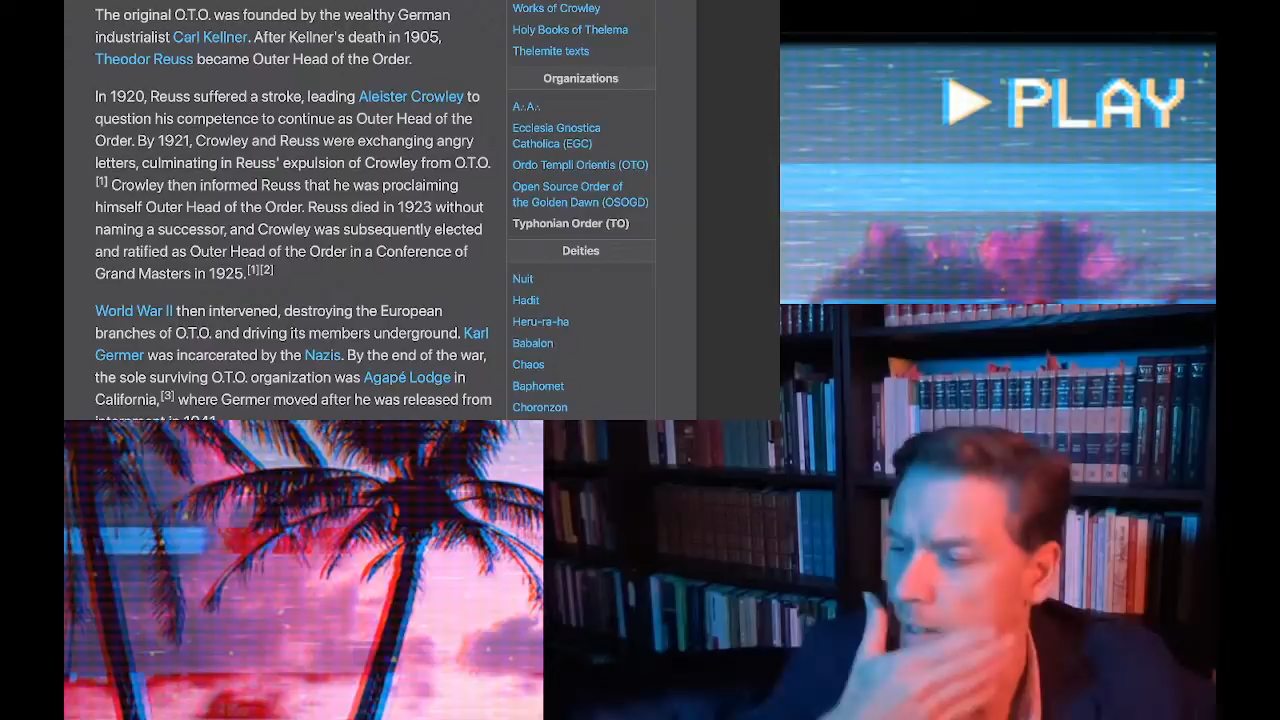 The original O.T.O. was founded by the wealthy German
industrialist Carl Kellner. After Kellner's death in 1905,
Theodor Reuss became Outer Head of the Order.
In 1920, Reuss suffered a stroke, leading Aleister Crowley to
question his competence to continue as Outer Head of the
Order. By 1921, Crowley and Reuss were exchanging angry
letters, culminating in Reuss' expulsion of Crowley from O.T.O.
[1] Crowley then informed Reuss that he was proclaiming
himself Outer Head of the Order. Reuss died in 1923 without
naming a successor, and Crowley was subsequently elected
and ratified as Outer Head of the Order in a Conference of
Grand Masters in 1925.[1][2]
World War II then intervened, destroying the European
branches of O.T.O. and driving its members underground. Karl
Germer was incarcerated by the Nazis. By the end of the war,
the sole surviving O.T.O. organization was Agapé Lodge in
California,[3] where Germer moved after he was released from
internment in 1941.
Works of Crowley
Holy Books of Thelema
Thelemite texts
Organizations
A∴A∴
Ecclesia Gnostica
Catholica (EGC)
Ordo Templi Orientis (OTO)
Open Source Order of
the Golden Dawn (OSOGD)
Typhonian Order (TO)
Deities
Nuit
Hadit
Heru-ra-ha
Babalon
Chaos
Baphomet
Choronzon
PLAY